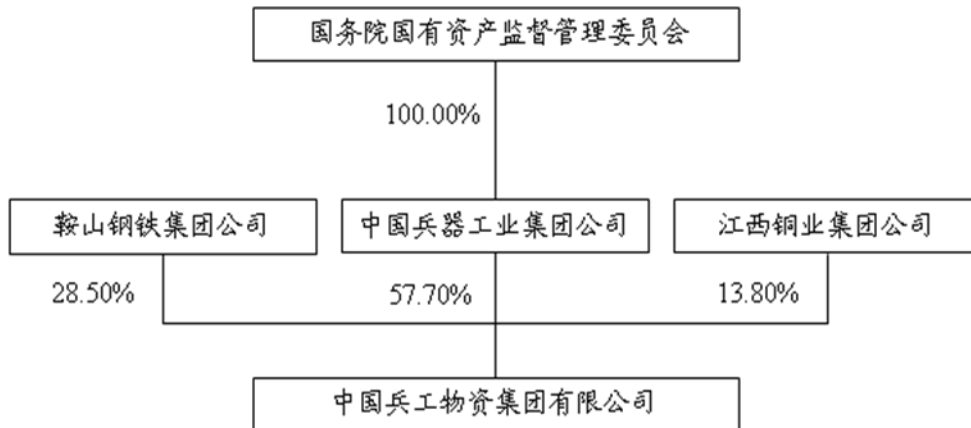 国务院国有资产监督管理委员会
100.00%
鞍山钢铁集团公司
中国兵器工业集团公司
江西铜业集团公司
28.50%
57.70%
13.80%
中国兵工物资集团有限公司